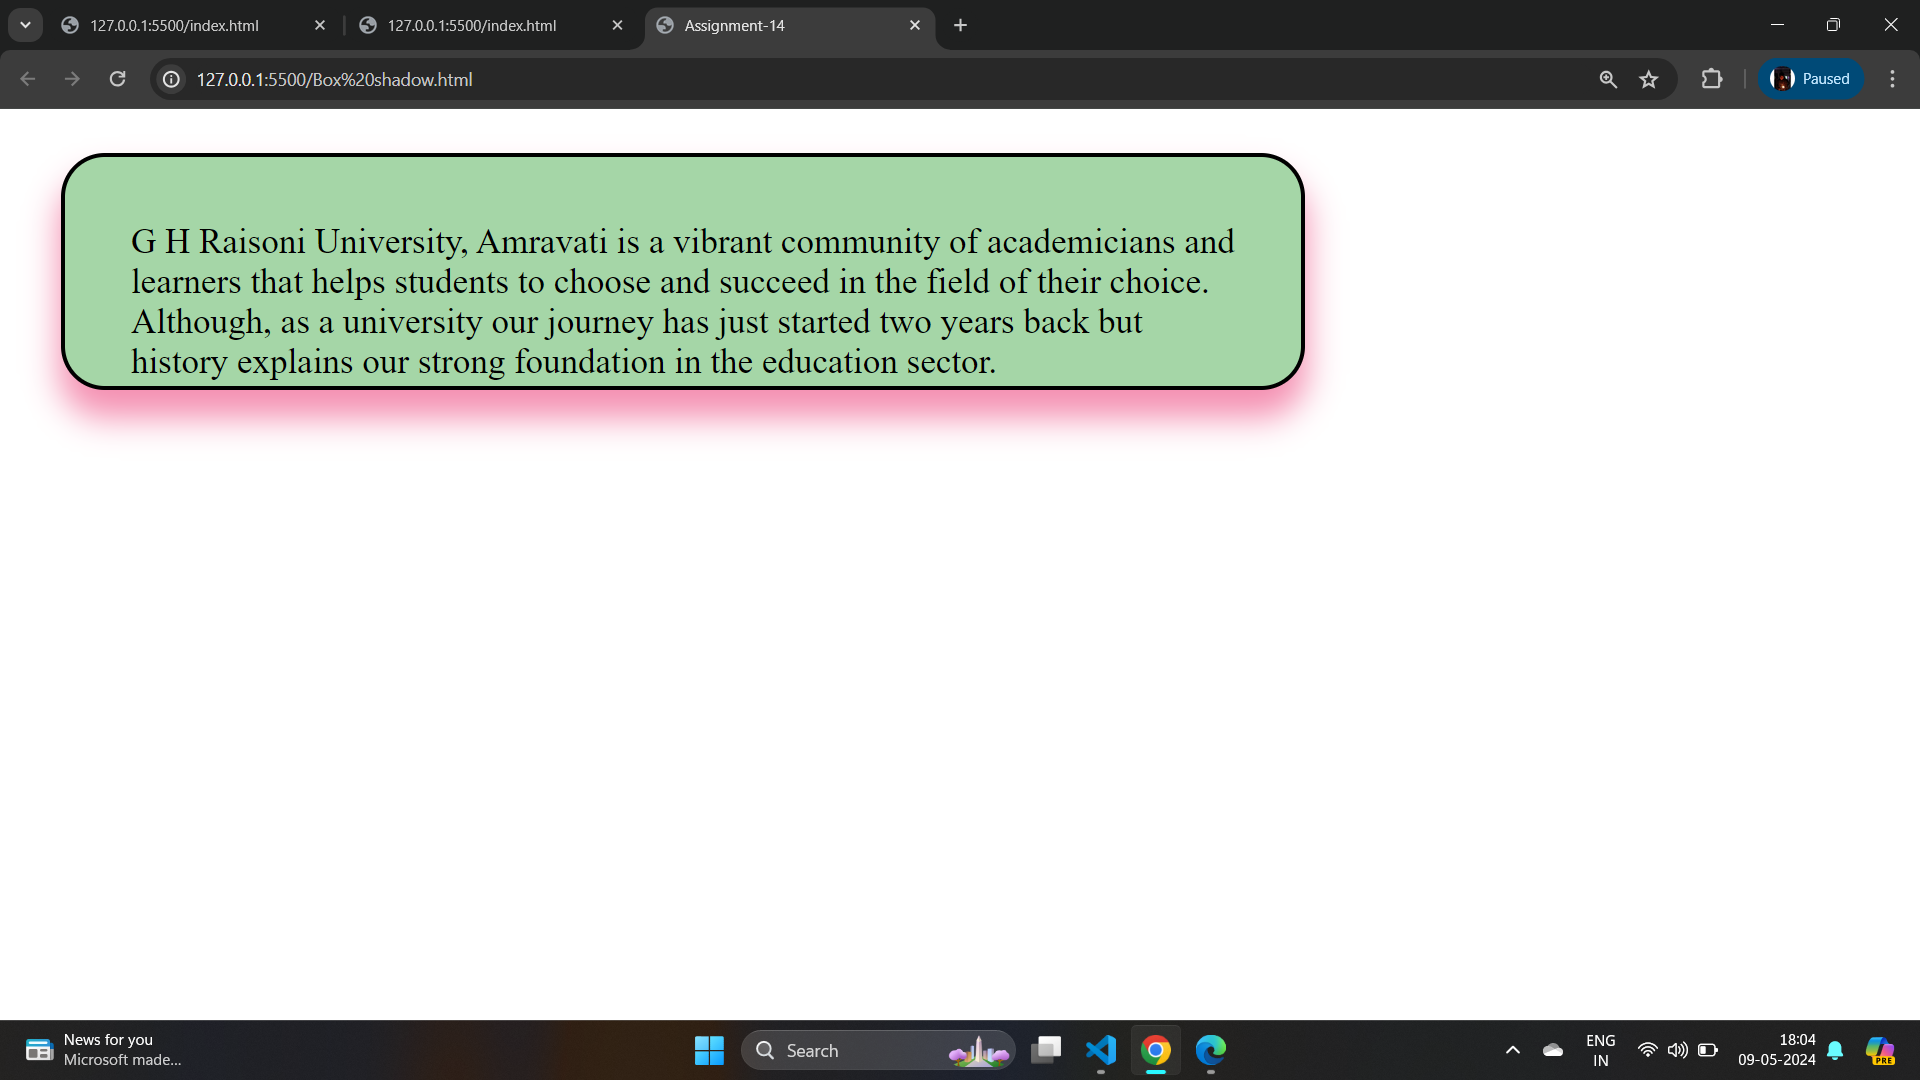 127.0.0.1:5500/index.html
127.0.0.1:5500/index.html
Assignment-14
127.0.0.1:5500/Box%20shadow.html
Paused
G H Raisoni University, Amravati is a vibrant community of academicians and
learners that helps students to choose and succeed in the field of their choice.
Although, as a university our journey has just started two years back but
history explains our strong foundation in the education sector.
News for you
Microsoft made...
Search
ENG
IN
18:04
09-05-2024
PRE